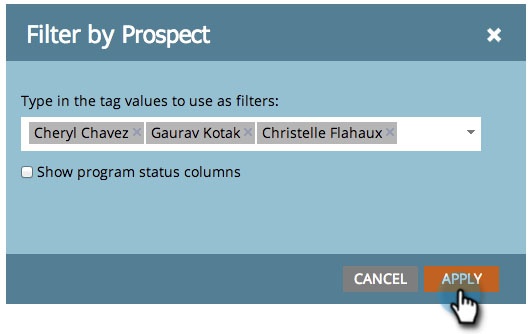 Filter by Prospect
Type in the tag values to use as filters:
Cheryl Chavez Gaurav Kotak Christelle Flahaux
Show program status columns
CANCEL APPLY